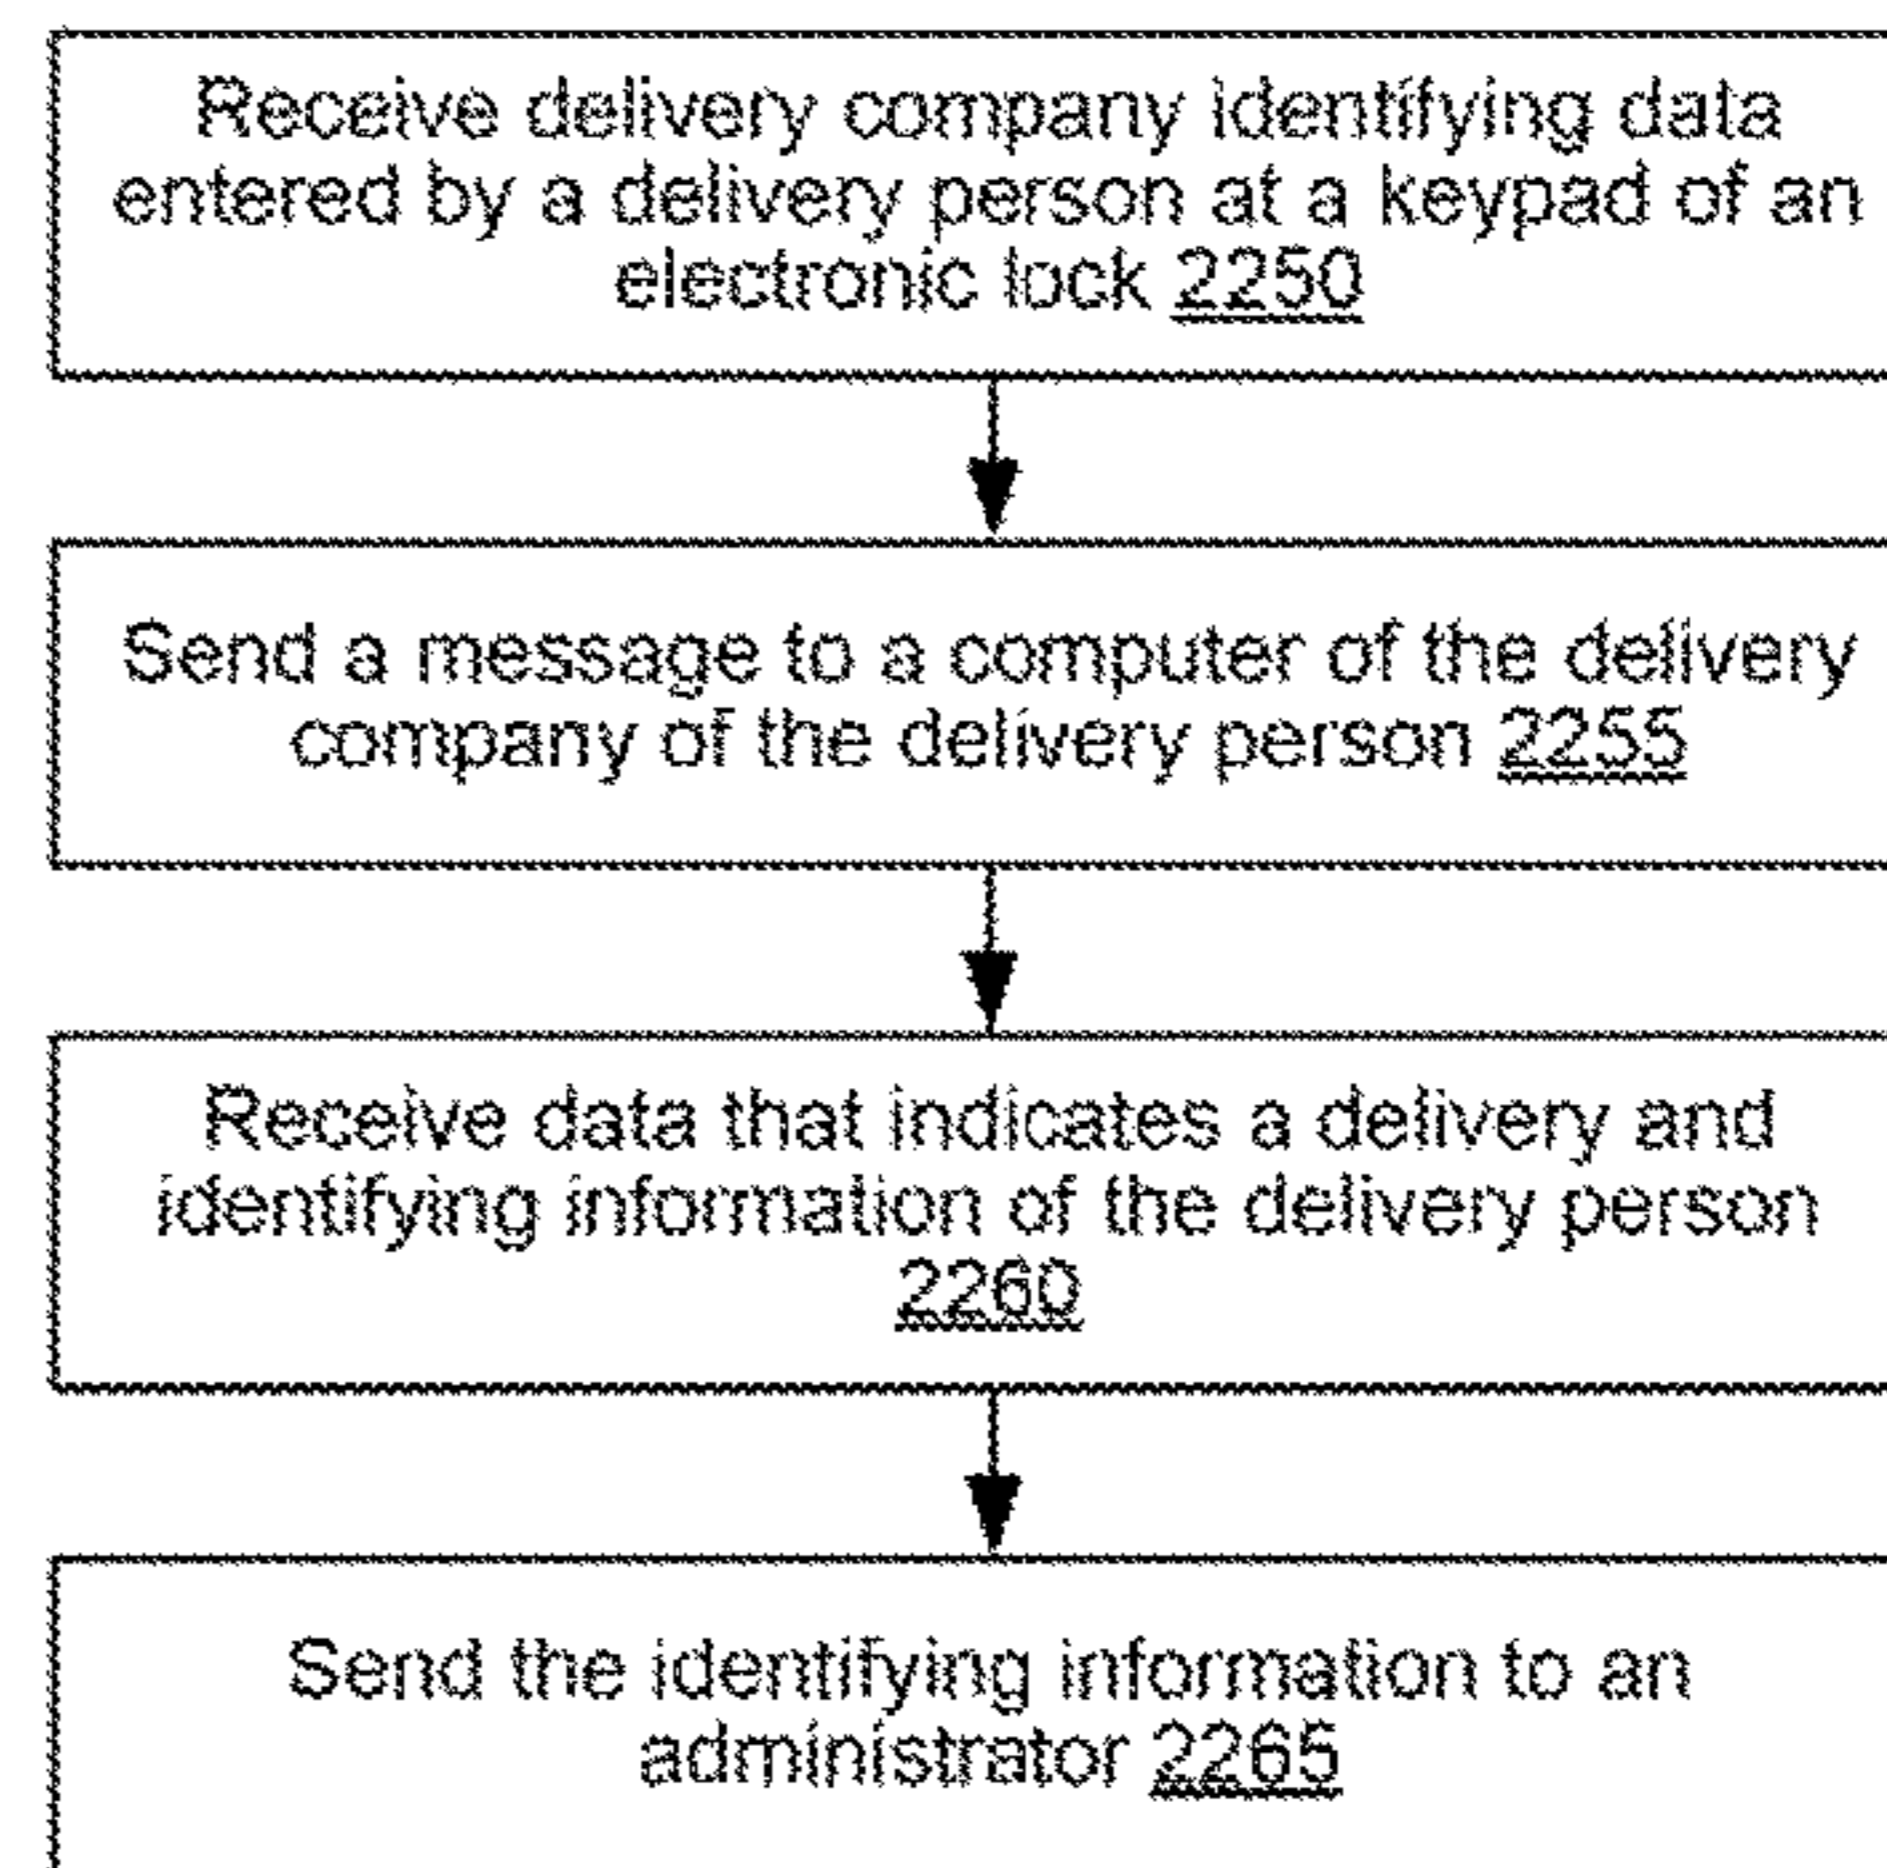 Receive delivery company identifying data
entered by a delivery person at a keypad of an
electronic lock 2250
Send a message to a computer of the delivery
company of the delivery person 2255
Receive data that indicates a delivery and
identifying information of the delivery person
2260
Send the identifying information to an
administrator 2265